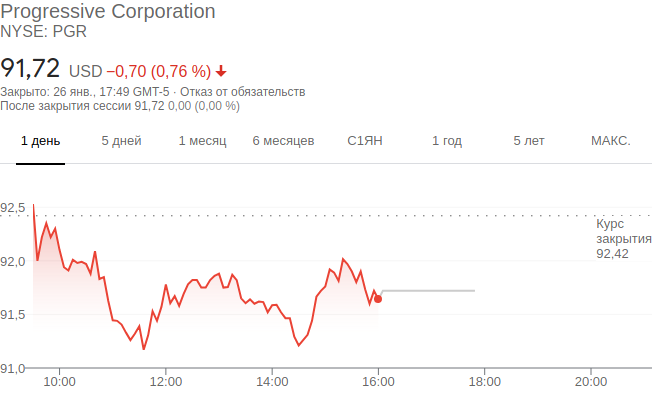 Progressive Corporation
NYSE: PGR
91,72 USD −0,70 (0,76 %)
Закрыто: 26 янв., 17:49 GMT-5 · Отказ от обязательств
После закрытия сессии 91,72 0,00 (0,00 %)
1 день 5 дней 1 месяц 6 месяцев С1ЯН 1 год 5 лет МАКС.
92,5
Курс
закрытия
92,42
92,0
91,5
91,0
10:00 12:00 14:00 16:00 18:00 20:00